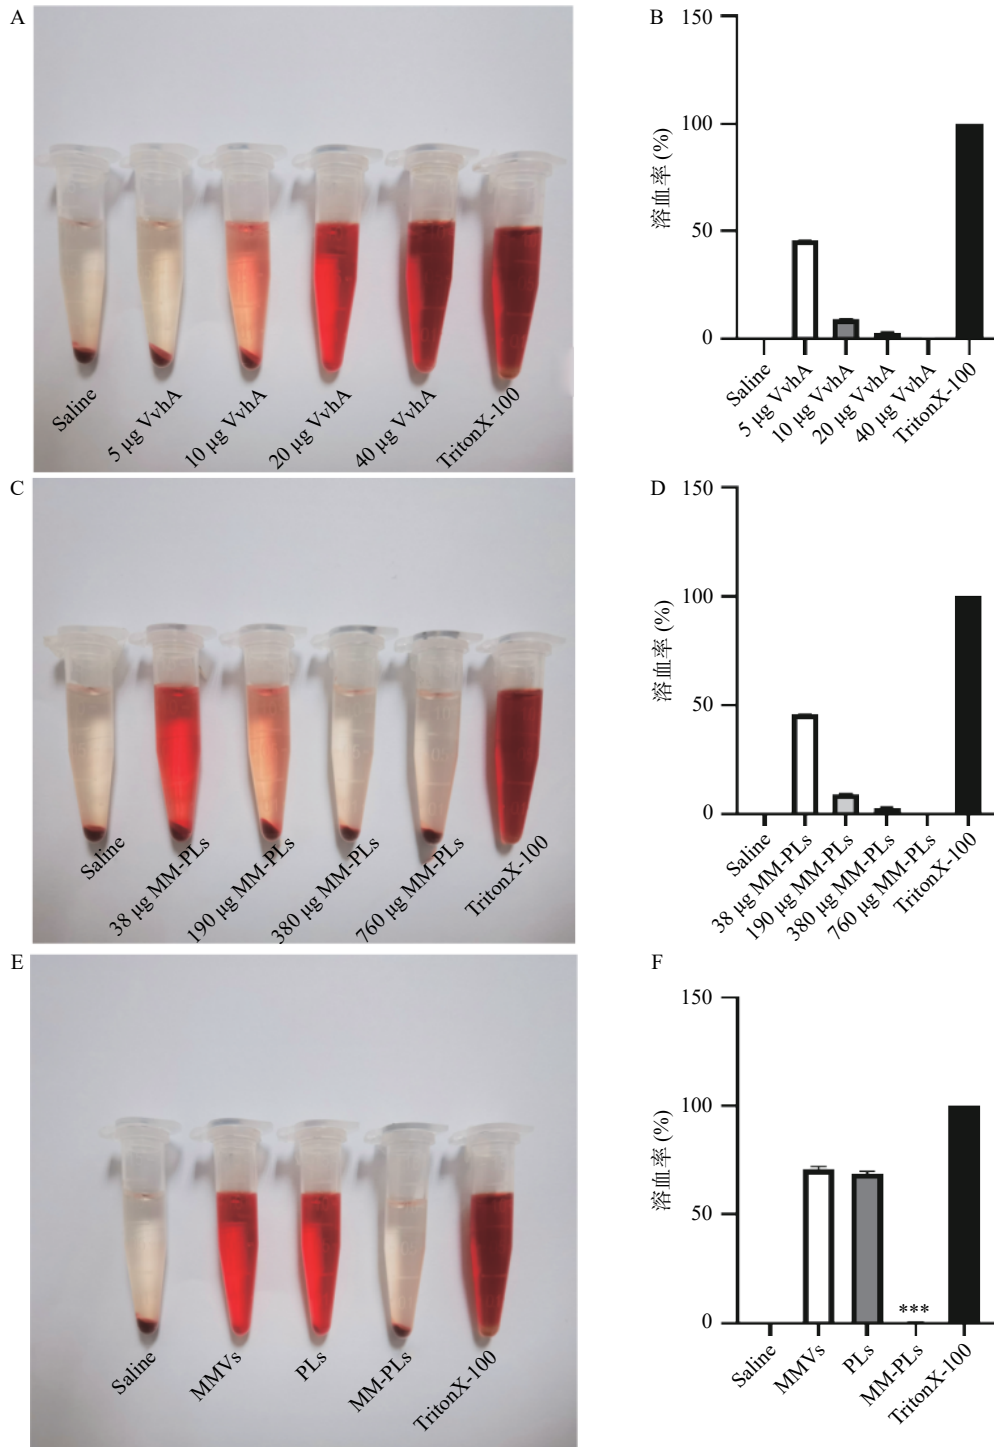 A
Saline
5 μg VvhA
10 μg VvhA
20 μg VvhA
40 μg VvhA
TritonX-100
B
溶血率 (%)
150
100
50
0
Saline
5 μg VvhA
10 μg VvhA
20 μg VvhA
40 μg VvhA
TritonX-100
C
Saline
38 μg MM-PLs
190 μg MM-PLs
380 μg MM-PLs
760 μg MM-PLs
TritonX-100
D
溶血率 (%)
150
100
50
0
Saline
38 μg MM-PLs
190 μg MM-PLs
380 μg MM-PLs
760 μg MM-PLs
TritonX-100
E
Saline
MMVs
PLs
MM-PLs
TritonX-100
F
溶血率 (%)
150
100
50
0
***
Saline
MMVs
PLs
MM-PLs
TritonX-100